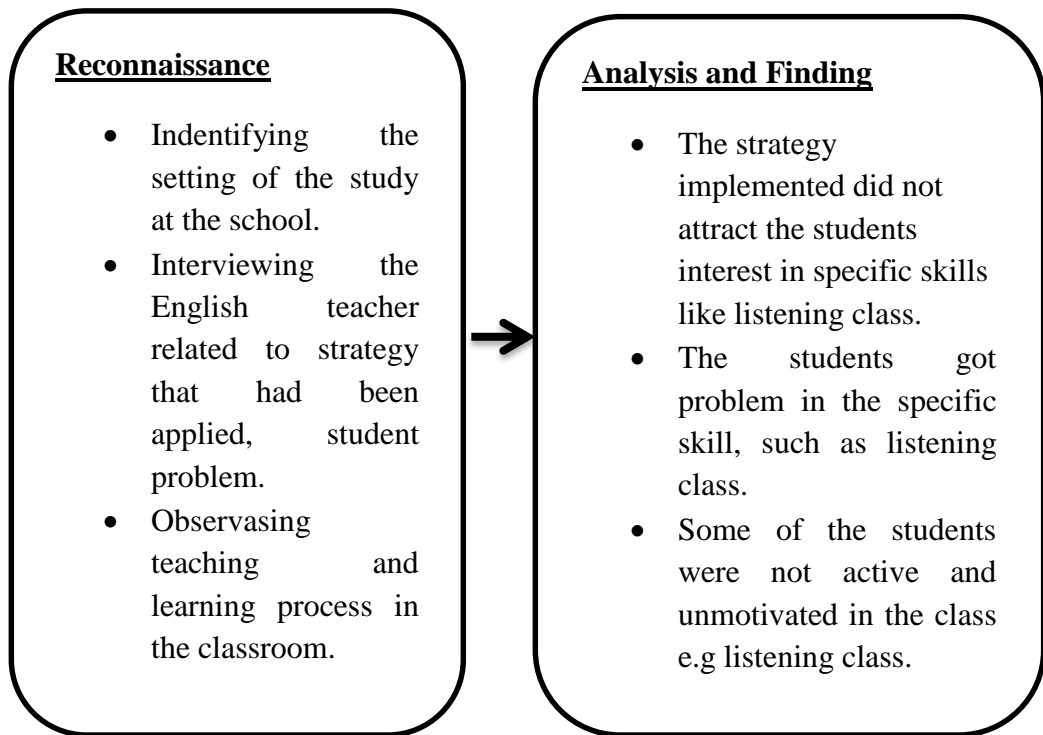 Reconnaissance
• Indentifying the
setting of the study
at the school.
• Interviewing the
English teacher
related to strategy
that had been
applied, student
problem.
• Observasing
teaching and
learning process in
the classroom.
Analysis and Finding
• The strategy
implemented did not
attract the students
interest in specific skills
like listening class.
• The students got
problem in the specific
skill, such as listening
class.
• Some of the students
were not active and
unmotivated in the class
e.g listening class.